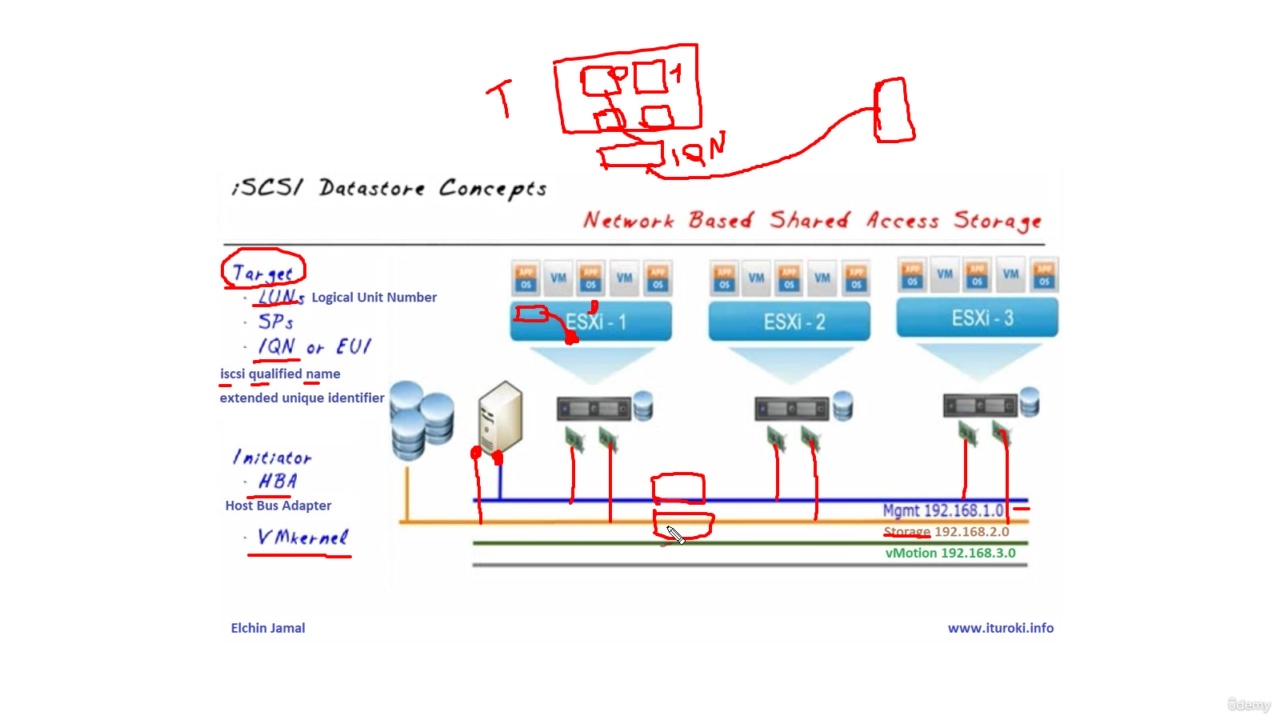 T
0 1
IQN
iSCSI Datastore Concepts
Network Based Shared Access Storage
Target
· LUNs Logical Unit Number
· SPs
· IQN or EUI
iscsi qualified name
extended unique identifier
Initiator
· HBA
Host Bus Adapter
· VMkernel
APP OS VM APP OS VM APP OS
ESXi - 1
APP OS VM APP OS VM APP OS
ESXi - 2
APP OS VM APP OS VM APP OS
ESXi - 3
Mgmt 192.168.1.0
Storage 192.168.2.0
vMotion 192.168.3.0
Elchin Jamal
www.ituroki.info
ûdemy